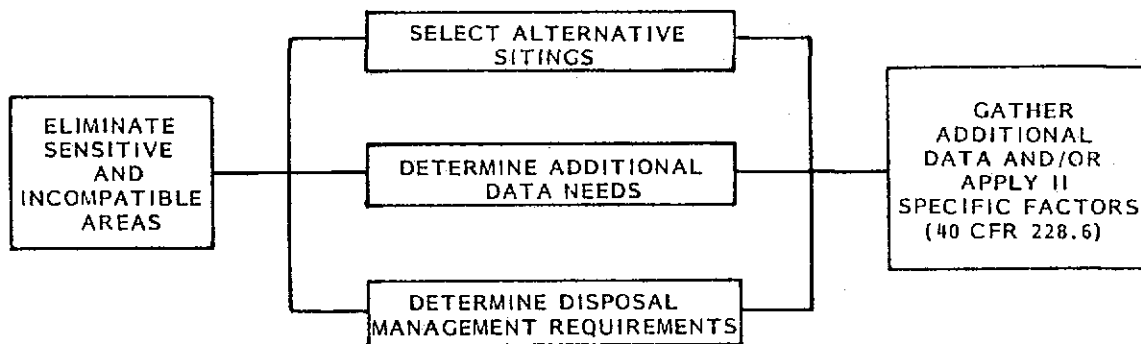 ELIMINATE
SENSITIVE
AND
INCOMPATIBLE
AREAS
SELECT ALTERNATIVE
SITINGS
DETERMINE ADDITIONAL
DATA NEEDS
DETERMINE DISPOSAL
MANAGEMENT REQUIREMENTS
GATHER
ADDITIONAL
DATA AND/OR
APPLY II
SPECIFIC FACTORS
(40 CFR 228.6)